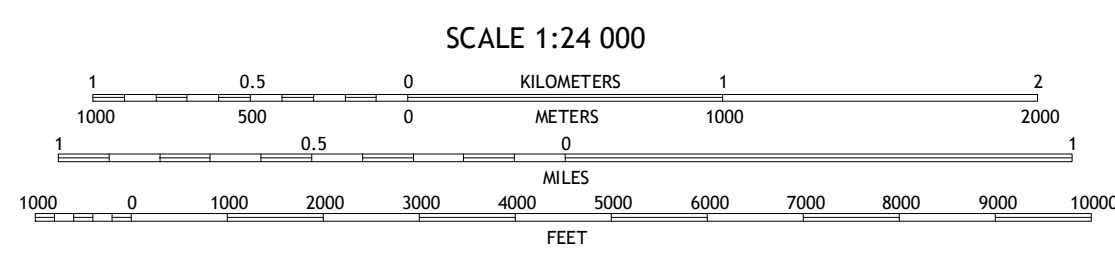 SCALE 1:24 000
1 0.5 0 KILOMETERS 1 2
1000 500 0 METERS 1000 2000
1 0.5 0 1
MILES
1000 0 1000 2000 3000 4000 5000 6000 7000 8000 9000 10000
FEET